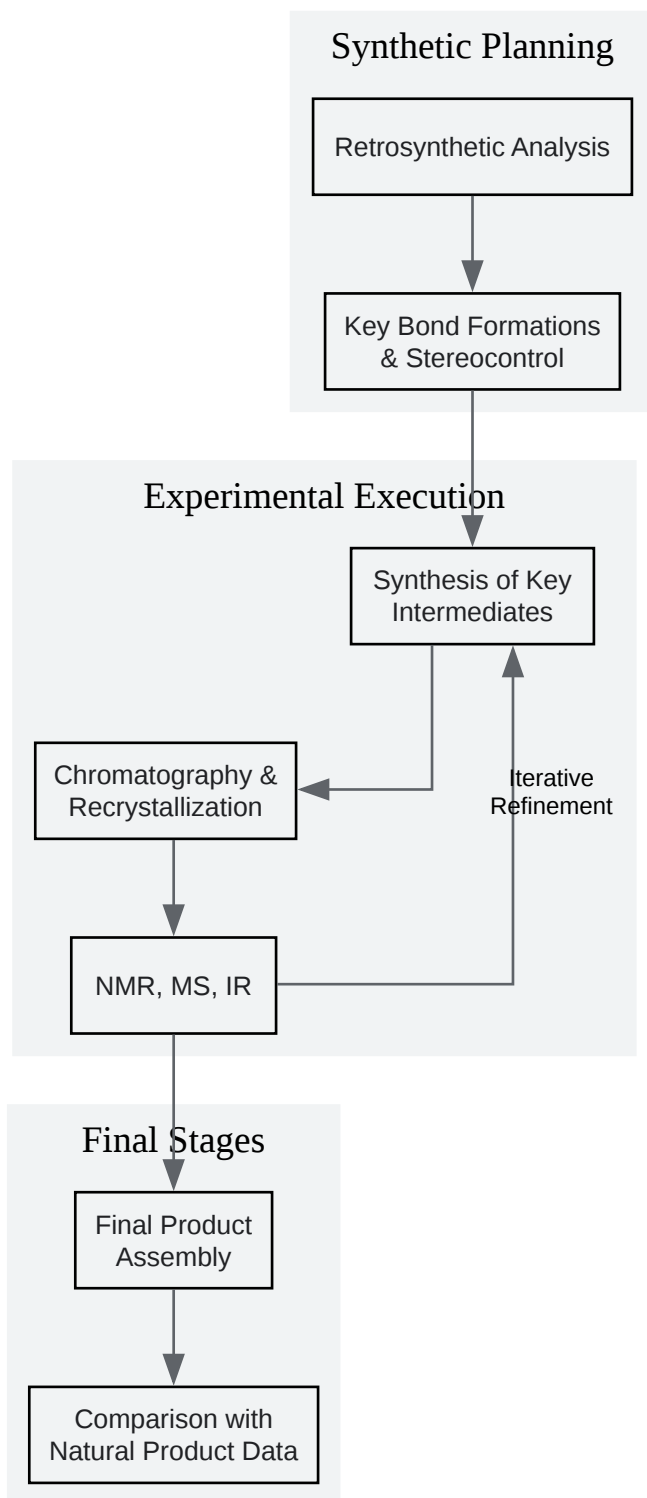 Synthetic Planning
Retrosynthetic Analysis
Key Bond Formations
& Stereocontrol
Experimental Execution
Synthesis of Key
Intermediates
Chromatography &
Recrystallization
Iterative
Refinement
NMR, MS, IR
Final Stages
Final Product
Assembly
Comparison with
Natural Product Data